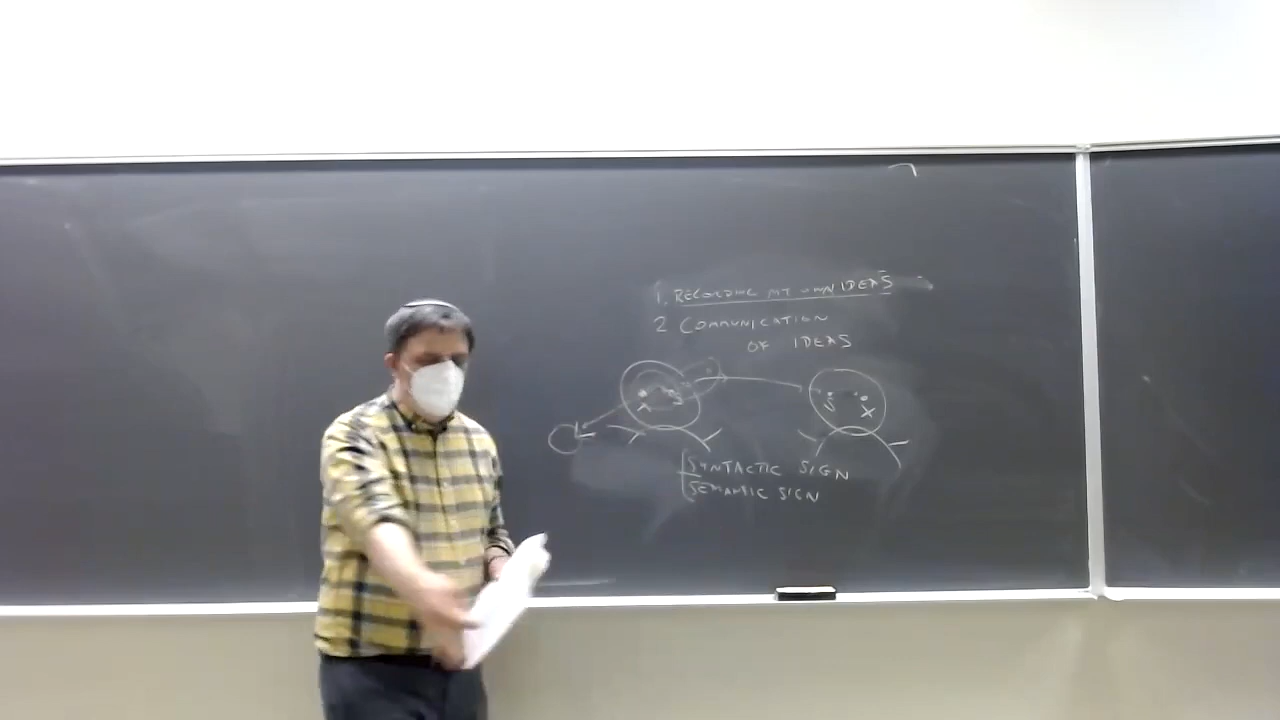 1. RECORDING MY OWN IDEAS
2 COMMUNICATION
OF IDEAS
SYNTACTIC SIGN
SEMANTIC SIGN